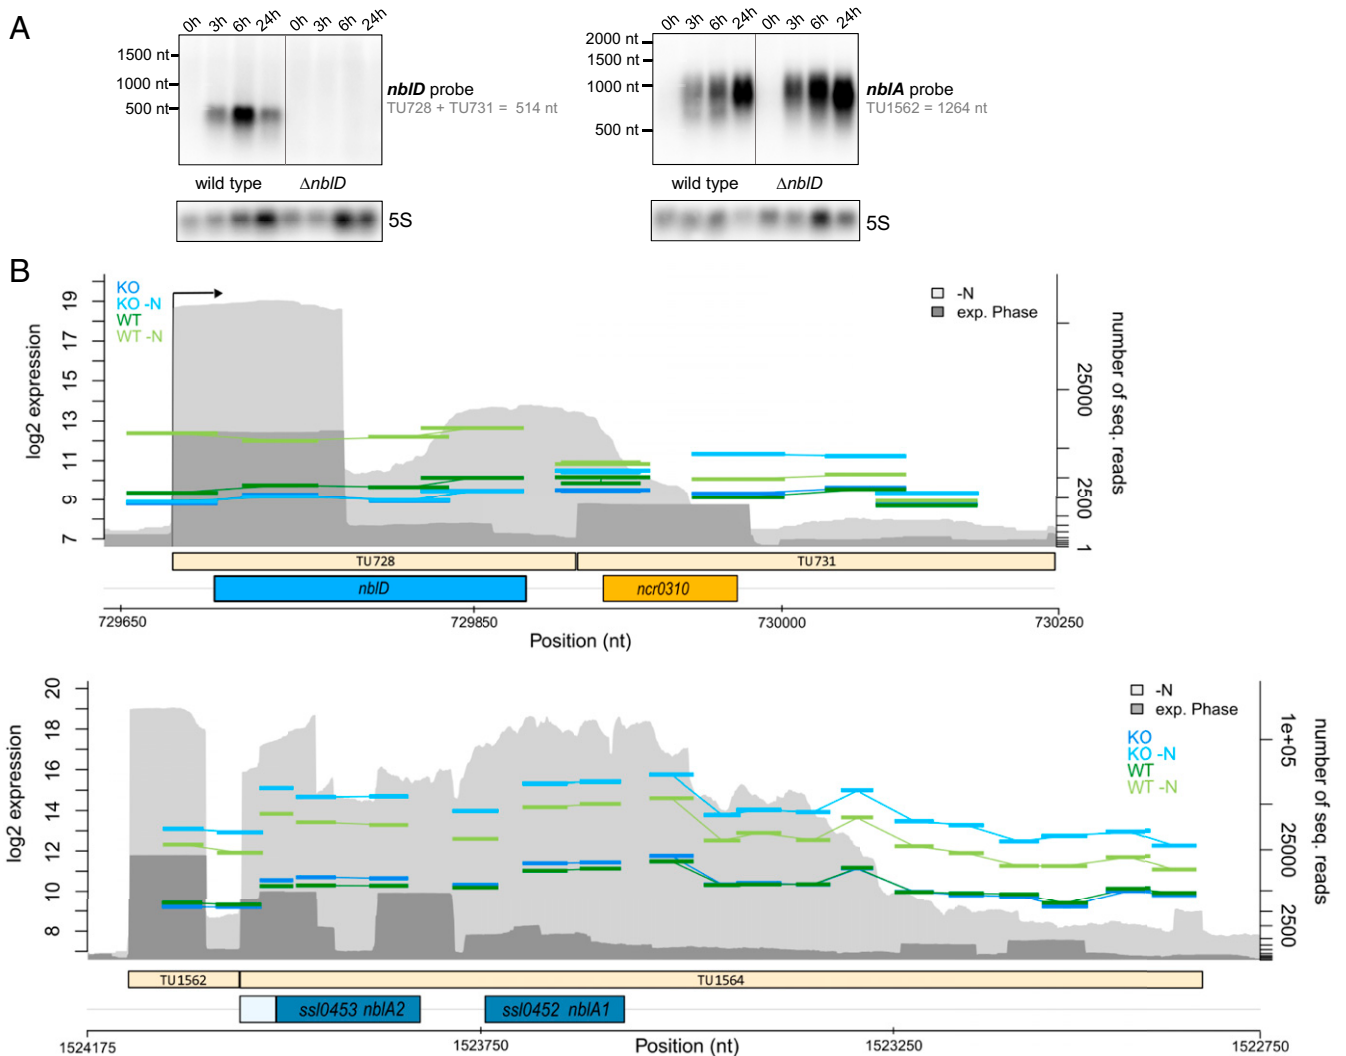 A
0h 3h 6h 24h 0h 3h 6h 24h
1500 nt
1000 nt
500 nt
nblD probe
TU728 + TU731 = 514 nt
wild type ΔnblD
5S
0h 3h 6h 24h 0h 3h 6h 24h
2000 nt
1500 nt
1000 nt
500 nt
nblA probe
TU1562 = 1264 nt
wild type ΔnblD
5S
B
log2 expression
19
17
15
13
11
9
7
KO
KO -N
WT
WT -N
-N
exp. Phase
number of seq. reads
25000
2500
1
TU728
TU731
nblD
ncr0310
729650 729850 730000 730250
Position (nt)
log2 expression
20
18
16
14
12
10
8
-N
exp. Phase
KO
KO -N
WT
WT -N
number of seq. reads
1e+05
25000
2500
TU1562
TU1564
ssl0453 nblA2
ssl0452 nblA1
1524175 1523750 1523250 1522750
Position (nt)